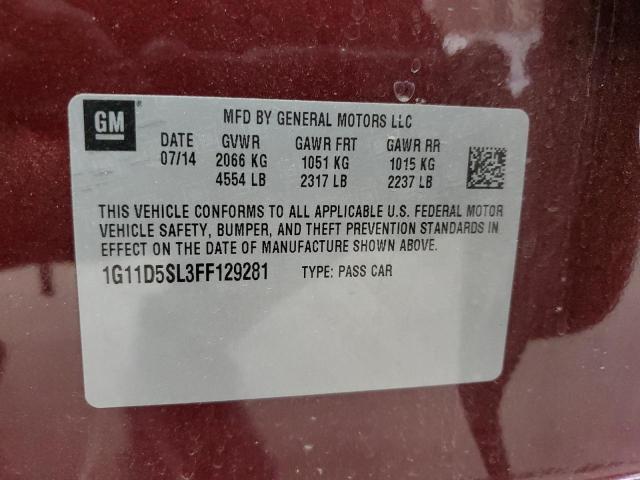 GM
MFD BY GENERAL MOTORS LLC
DATE GVWR GAWR FRT GAWR RR
07/14 2066 KG 1051 KG 1015 KG
4554 LB 2317 LB 2237 LB
THIS VEHICLE CONFORMS TO ALL APPLICABLE U.S. FEDERAL MOTOR
VEHICLE SAFETY, BUMPER, AND THEFT PREVENTION STANDARDS IN
EFFECT ON THE DATE OF MANUFACTURE SHOWN ABOVE.
1G11D5SL3FF129281 TYPE: PASS CAR